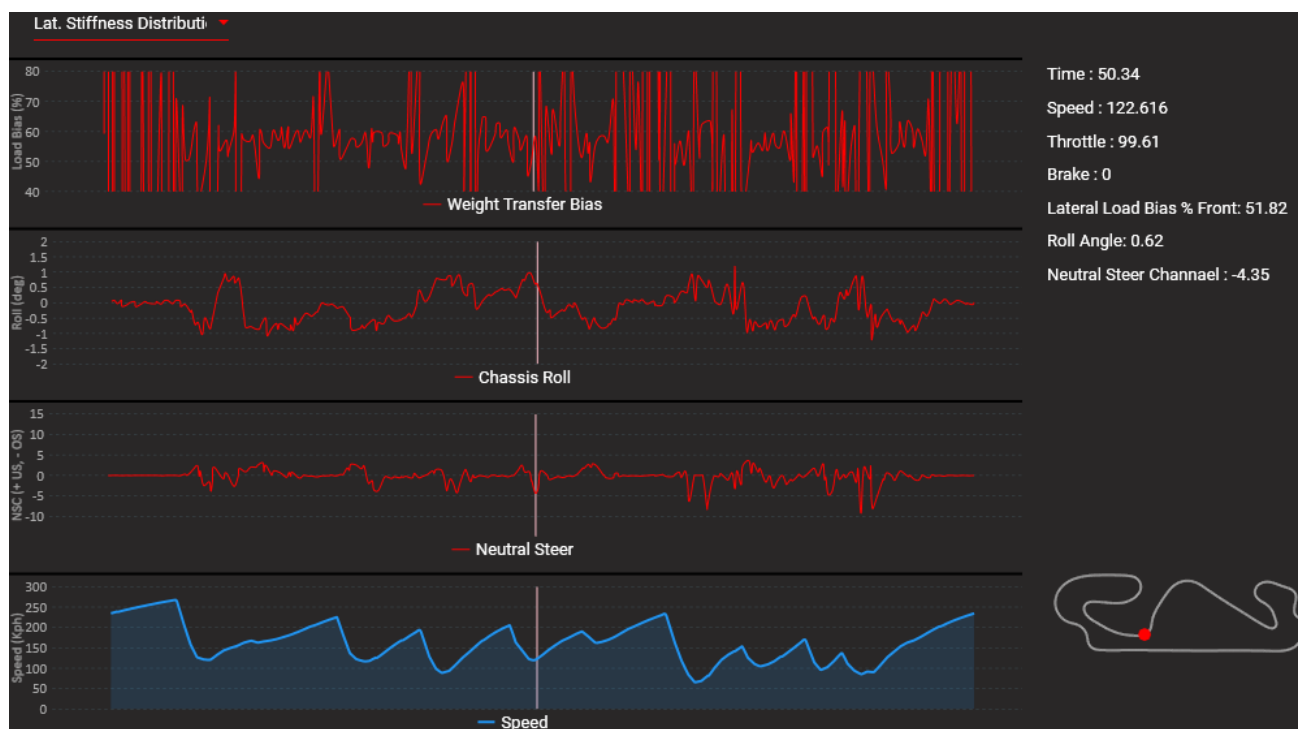 Lat. Stiffness Distributi
Load Bias (%)
80
70
60
50
40
Weight Transfer Bias
Roll (deg)
2
1.5
1
0.5
0
-0.5
-1
-1.5
-2
Chassis Roll
NSC (+ US, - OS)
15
10
5
0
-5
-10
Neutral Steer
Speed (Kph)
300
250
200
150
100
50
0
Speed
Time : 50.34
Speed : 122.616
Throttle : 99.61
Brake : 0
Lateral Load Bias % Front: 51.82
Roll Angle: 0.62
Neutral Steer Channael : -4.35